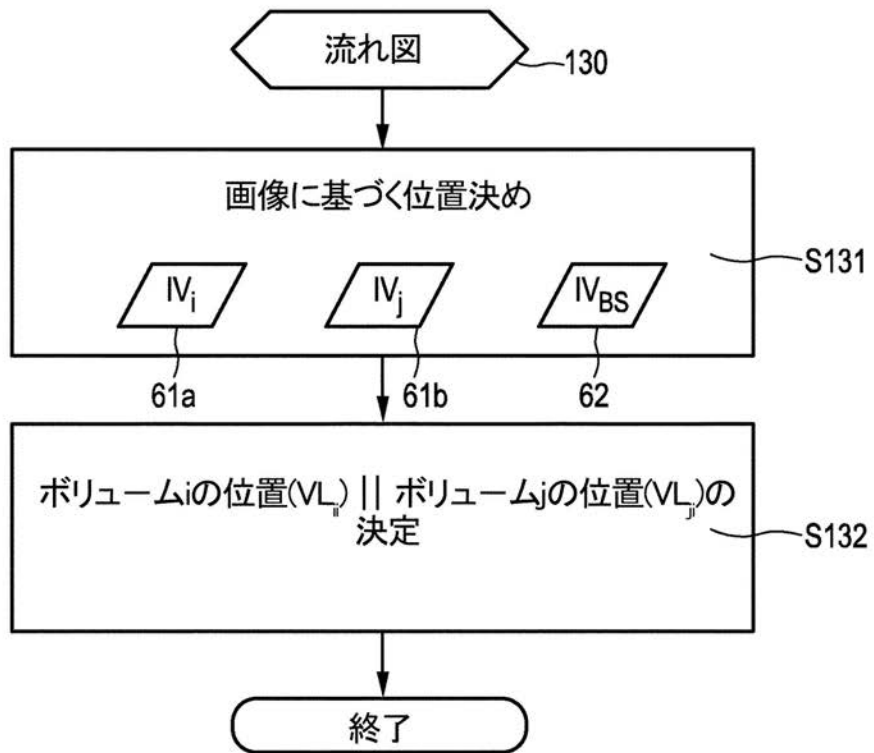 流れ図
130
画像に基づく位置決め
IVi
IVj
IVBS
S131
61a
61b
62
ボリュームiの位置(VLii) || ボリュームjの位置(VLji)の
決定
S132
終了